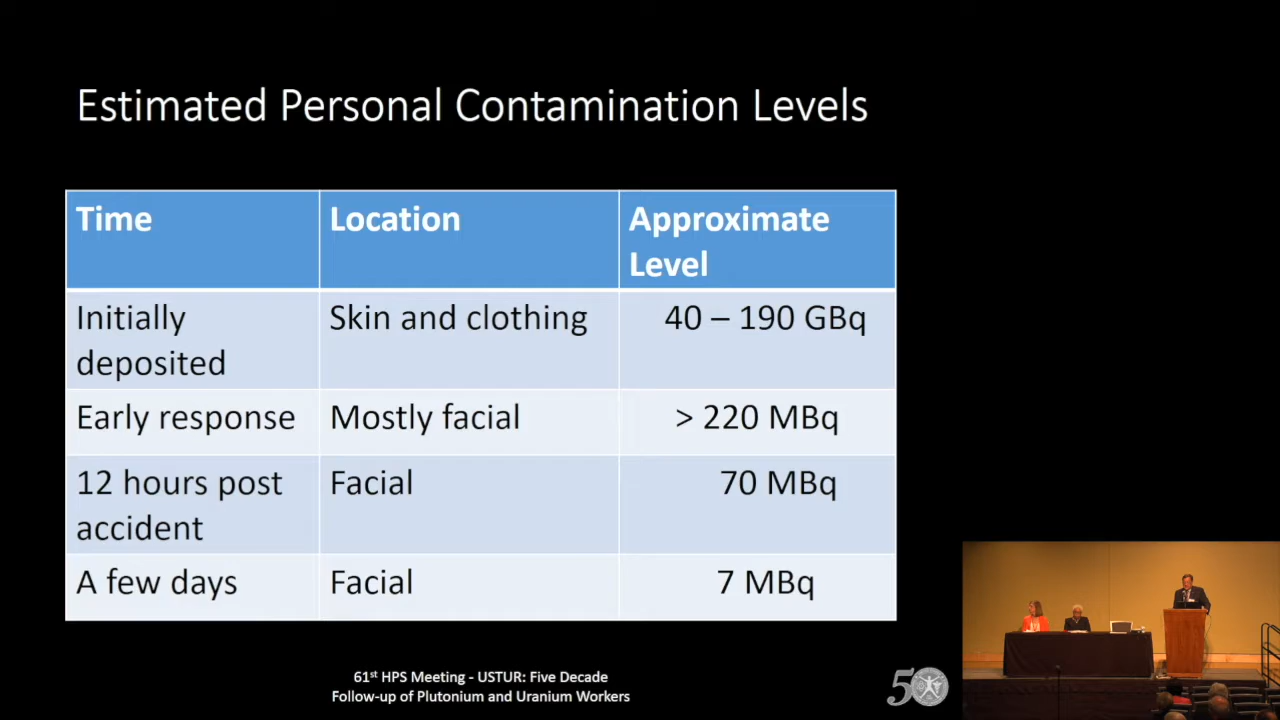 Estimated Personal Contamination Levels
Time
Location
Approximate
Level
Initially
deposited
Skin and clothing
40 – 190 GBq
Early response
Mostly facial
> 220 MBq
12 hours post
accident
Facial
70 MBq
A few days
Facial
7 MBq
61st HPS Meeting - USTUR: Five Decade
Follow-up of Plutonium and Uranium Workers
50